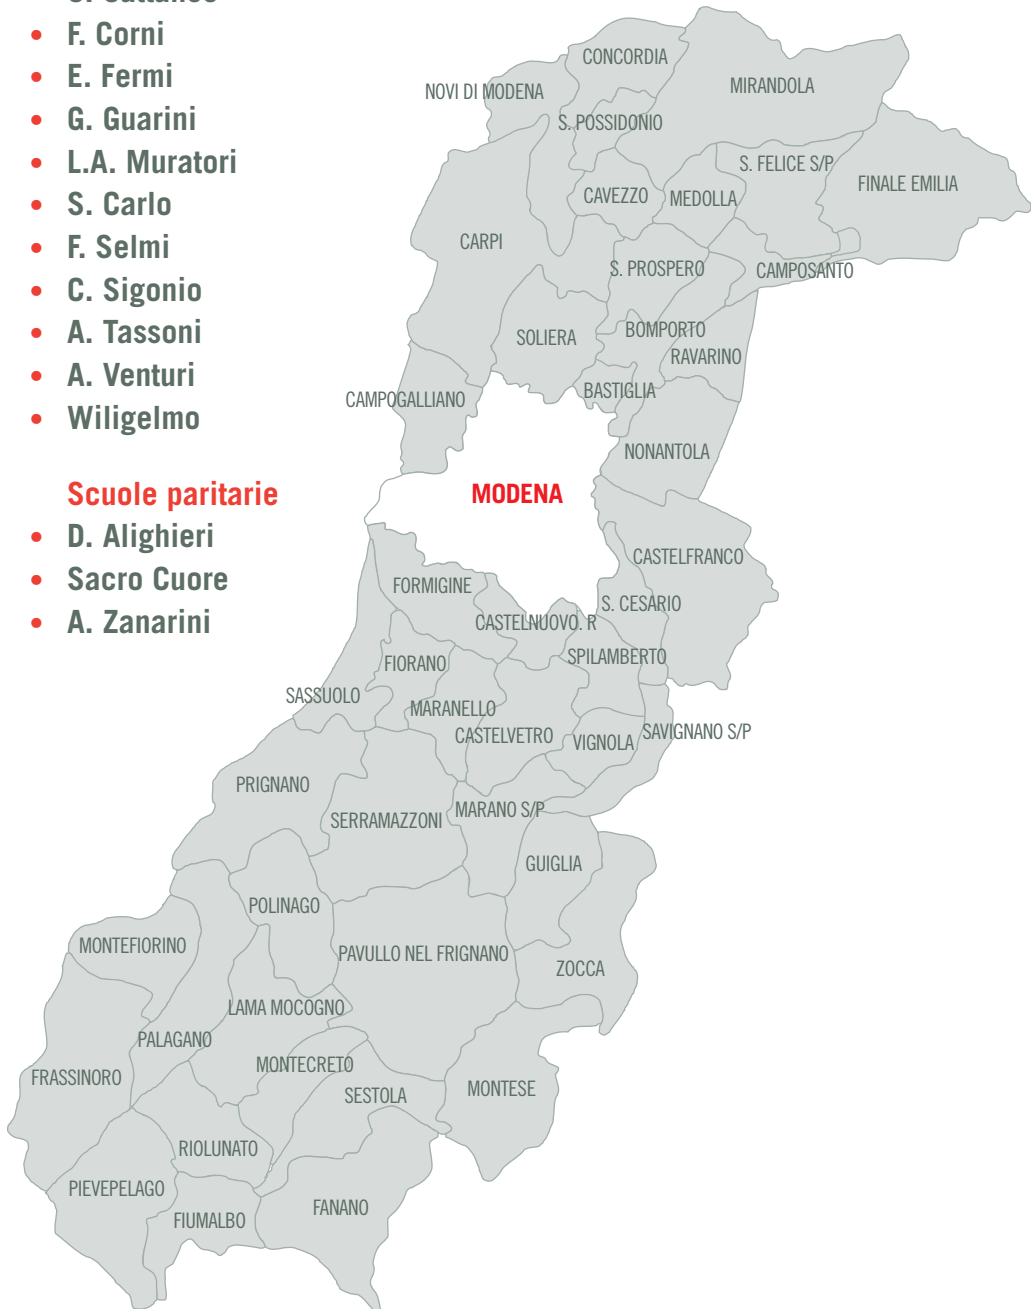 • F. Corni
• E. Fermi
• G. Guarini
• L.A. Muratori
• S. Carlo
• F. Selmi
• C. Sigonio
• A. Tassoni
• A. Venturi
• Wiligelmo
Scuole paritarie
• D. Alighieri
• Sacro Cuore
• A. Zanarini
CONCORDIA
MIRANDOLA
NOVI DI MODENA
S. POSSIDONIO
S. FELICE S/P
FINALE EMILIA
CAVEZZO
MEDOLLA
CARPI
S. PROSPERO
CAMPOSANTO
SOLIERA
BOMPORTO
RAVARINO
BASTIGLIA
CAMPOGALLIANO
NONANTOLA
MODENA
CASTELFRANCO
FORMIGINE
S. CESARIO
CASTELNUOVO. R
SPILAMBERTO
FIORANO
SASSUOLO
MARANELLO
CASTELVETRO
VIGNOLA
SAVIGNANO S/P
PRIGNANO
SERRAMAZZONI
MARANO S/P
GUIGLIA
POLINAGO
MONTEFIORINO
PAVULLO NEL FRIGNANO
ZOCCA
LAMA MOCOGNO
PALAGANO
MONTECRETO
FRASSINORO
SESTOLA
MONTESE
RIOLUNATO
PIEVEPELAGO
FIUMALBO
FANANO